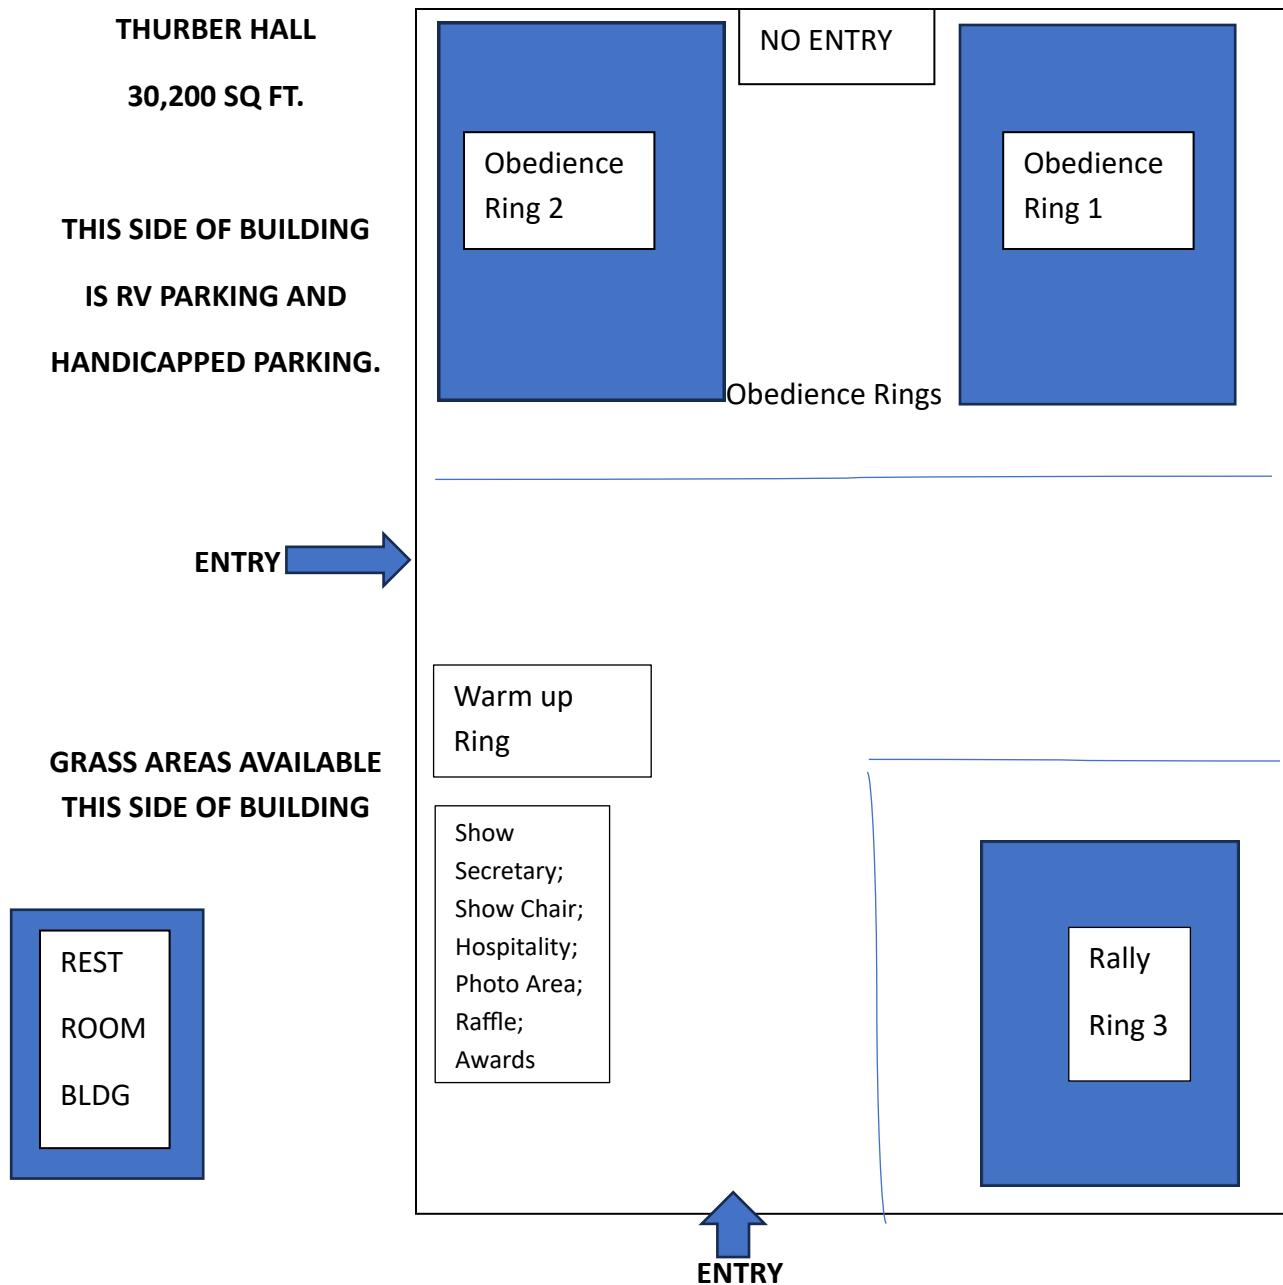 THURBER HALL
30,200 SQ FT.
THIS SIDE OF BUILDING
IS RV PARKING AND
HANDICAPPED PARKING.
NO ENTRY
Obedience
Ring 2
Obedience
Ring 1
Obedience Rings
ENTRY
Warm up
Ring
GRASS AREAS AVAILABLE
THIS SIDE OF BUILDING
Show
Secretary;
Show Chair;
Hospitality;
Photo Area;
Raffle;
Awards
REST
ROOM
BLDG
Rally
Ring 3
ENTRY